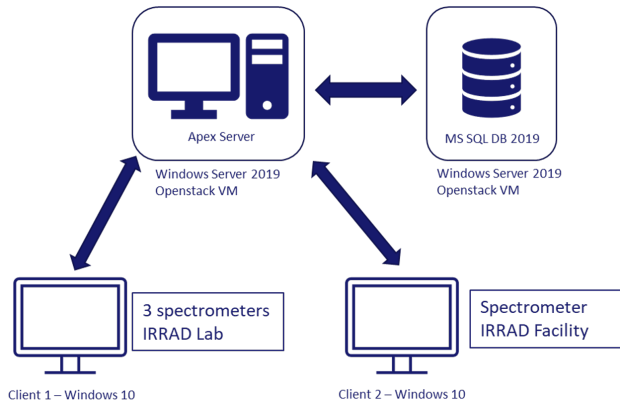 Apex Server
MS SQL DB 2019
Windows Server 2019
Openstack VM
Windows Server 2019
Openstack VM
3 spectrometers
IRRAD Lab
Spectrometer
IRRAD Facility
Client 1 – Windows 10
Client 2 – Windows 10